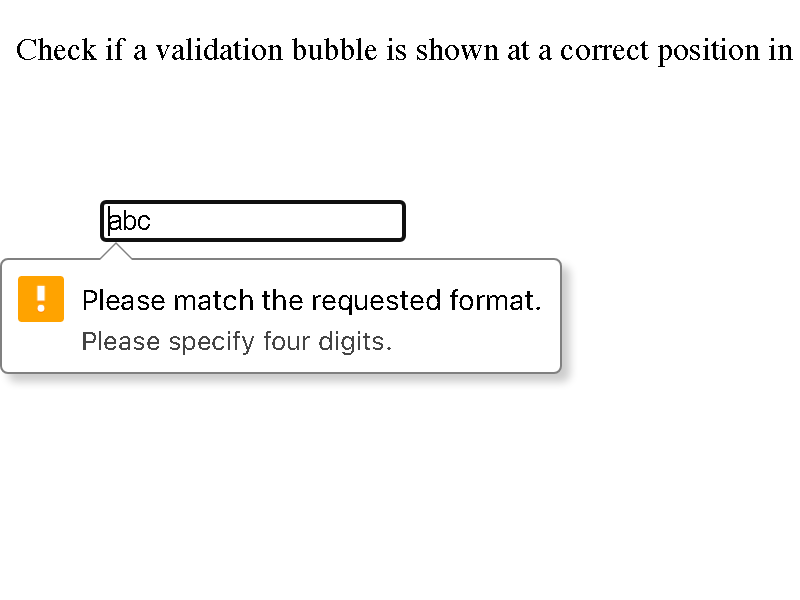 Check if a validation bubble is shown at a correct position in
abc
Please match the requested format.
Please specify four digits.